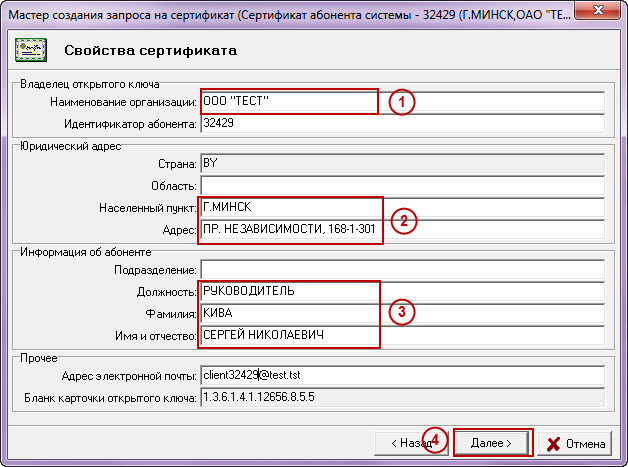 Мастер создания запроса на сертификат (Сертификат абонента системы - 32429 (Г.МИНСК,ОАО "ТЕ...
Свойства сертификата
Владелец открытого ключа
Наименование организации: ООО "ТЕСТ" 1
Идентификатор абонента: 32429
Юридический адрес
Страна: BY
Область:
Населенный пункт: Г.МИНСК
2
Адрес: ПР. НЕЗАВИСИМОСТИ, 168-1-301
Информация об абоненте
Подразделение:
Должность: РУКОВОДИТЕЛЬ
Фамилия: КИВА 3
Имя и отчество: СЕРГЕЙ НИКОЛАЕВИЧ
Прочее
Адрес электронной почты: client32429@test.tst
Бланк карточки открытого ключа: 1.3.6.1.4.1.12656.8.5.5
< Назад 4 Далее > Отмена